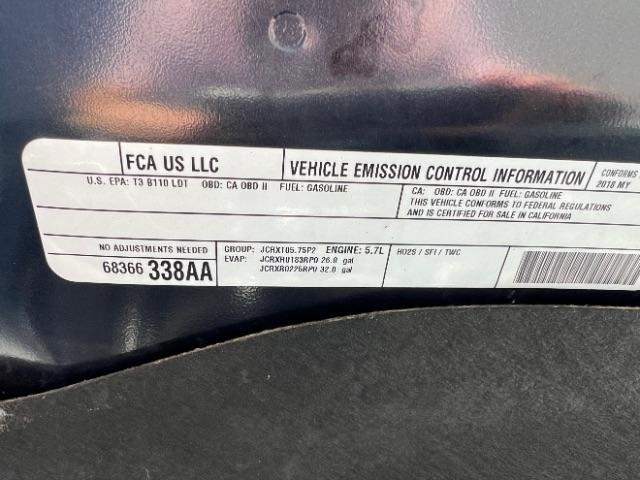 FCA US LLC
VEHICLE EMISSION CONTROL INFORMATION
CONFORMS
2018 MY
U.S. EPA: T3 B110 LDT OBD: CA OBD II FUEL: GASOLINE
CA: OBD: CA OBD II FUEL: GASOLINE
THIS VEHICLE CONFORMS TO FEDERAL REGULATIONS
AND IS CERTIFIED FOR SALE IN CALIFORNIA
NO ADJUSTMENTS NEEDED
68366 338AA
GROUP: JCRXT05.75P2 ENGINE: 5.7L
EVAP: JCRXR0183RP0 26.0 gal
JCRXR0225RP0 32.0 gal
HO2S / SFI / TWC